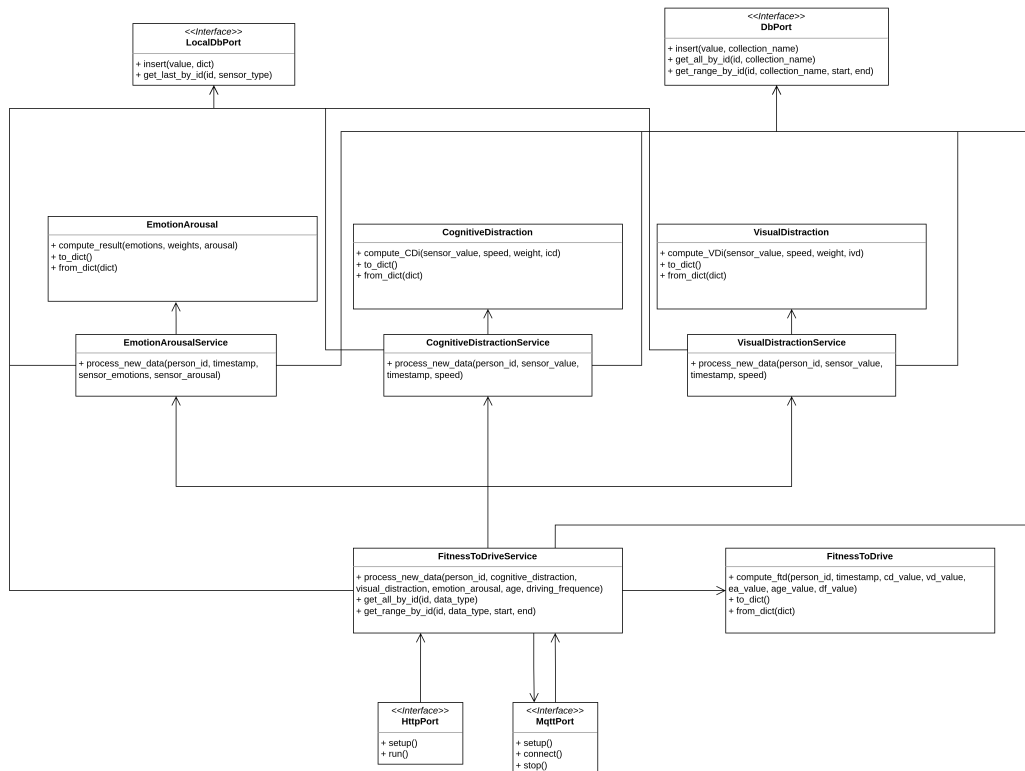 <<Interface>>
LocalDbPort
+ insert(value, dict)
+ get_last_by_id(id, sensor_type)
<<Interface>>
DbPort
+ insert(value, collection_name)
+ get_all_by_id(id, collection_name)
+ get_range_by_id(id, collection_name, start, end)
EmotionArousal
+ compute_result(emotions, weights, arousal)
+ to_dict()
+ from_dict(dict)
CognitiveDistraction
+ compute_CDi(sensor_value, speed, weight, icd)
+ to_dict()
+ from_dict(dict)
VisualDistraction
+ compute_VDi(sensor_value, speed, weight, ivd)
+ to_dict()
+ from_dict(dict)
EmotionArousalService
+ process_new_data(person_id, timestamp,
sensor_emotions, sensor_arousal)
CognitiveDistractionService
+ process_new_data(person_id, sensor_value,
timestamp, speed)
VisualDistractionService
+ process_new_data(person_id, sensor_value,
timestamp, speed)
FitnessToDriveService
+ process_new_data(person_id, cognitive_distraction,
visual_distraction, emotion_arousal, age, driving_frequence)
+ get_all_by_id(id, data_type)
+ get_range_by_id(id, data_type, start, end)
FitnessToDrive
+ compute_ftd(person_id, timestamp, cd_value, vd_value,
ea_value, age_value, df_value)
+ to_dict()
+ from_dict(dict)
<<Interface>>
HttpPort
+ setup()
+ run()
<<Interface>>
MqttPort
+ setup()
+ connect()
+ stop()